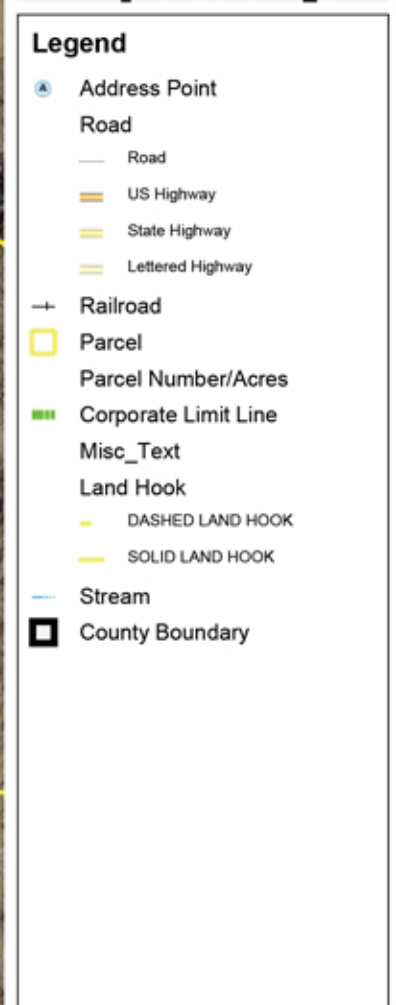 Legend
A
Address Point
Road
Road
US Highway
State Highway
Lettered Highway
Railroad
Parcel
Parcel Number/Acres
Corporate Limit Line
Misc_Text
Land Hook
DASHED LAND HOOK
SOLID LAND HOOK
Stream
County Boundary